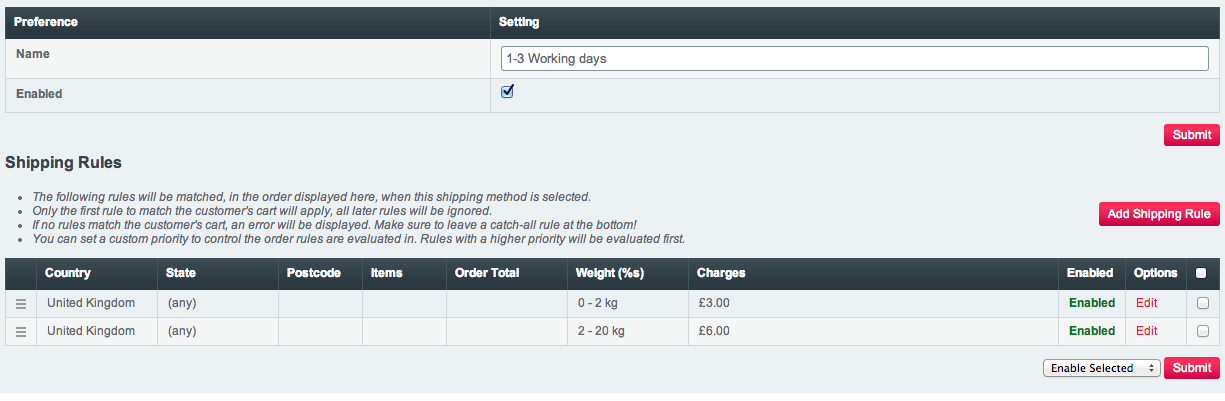 Preference Setting
Name 1-3 Working days
Enabled
Submit
Shipping Rules
The following rules will be matched, in the order displayed here, when this shipping method is selected.
Only the first rule to match the customer's cart will apply, all later rules will be ignored.
If no rules match the customer's cart, an error will be displayed. Make sure to leave a catch-all rule at the bottom!
You can set a custom priority to control the order rules are evaluated in. Rules with a higher priority will be evaluated first.
Add Shipping Rule
Country State Postcode Items Order Total Weight (%s) Charges Enabled Options
United Kingdom (any) 0 - 2 kg £3.00 Enabled Edit
United Kingdom (any) 2 - 20 kg £6.00 Enabled Edit
Enable Selected Submit